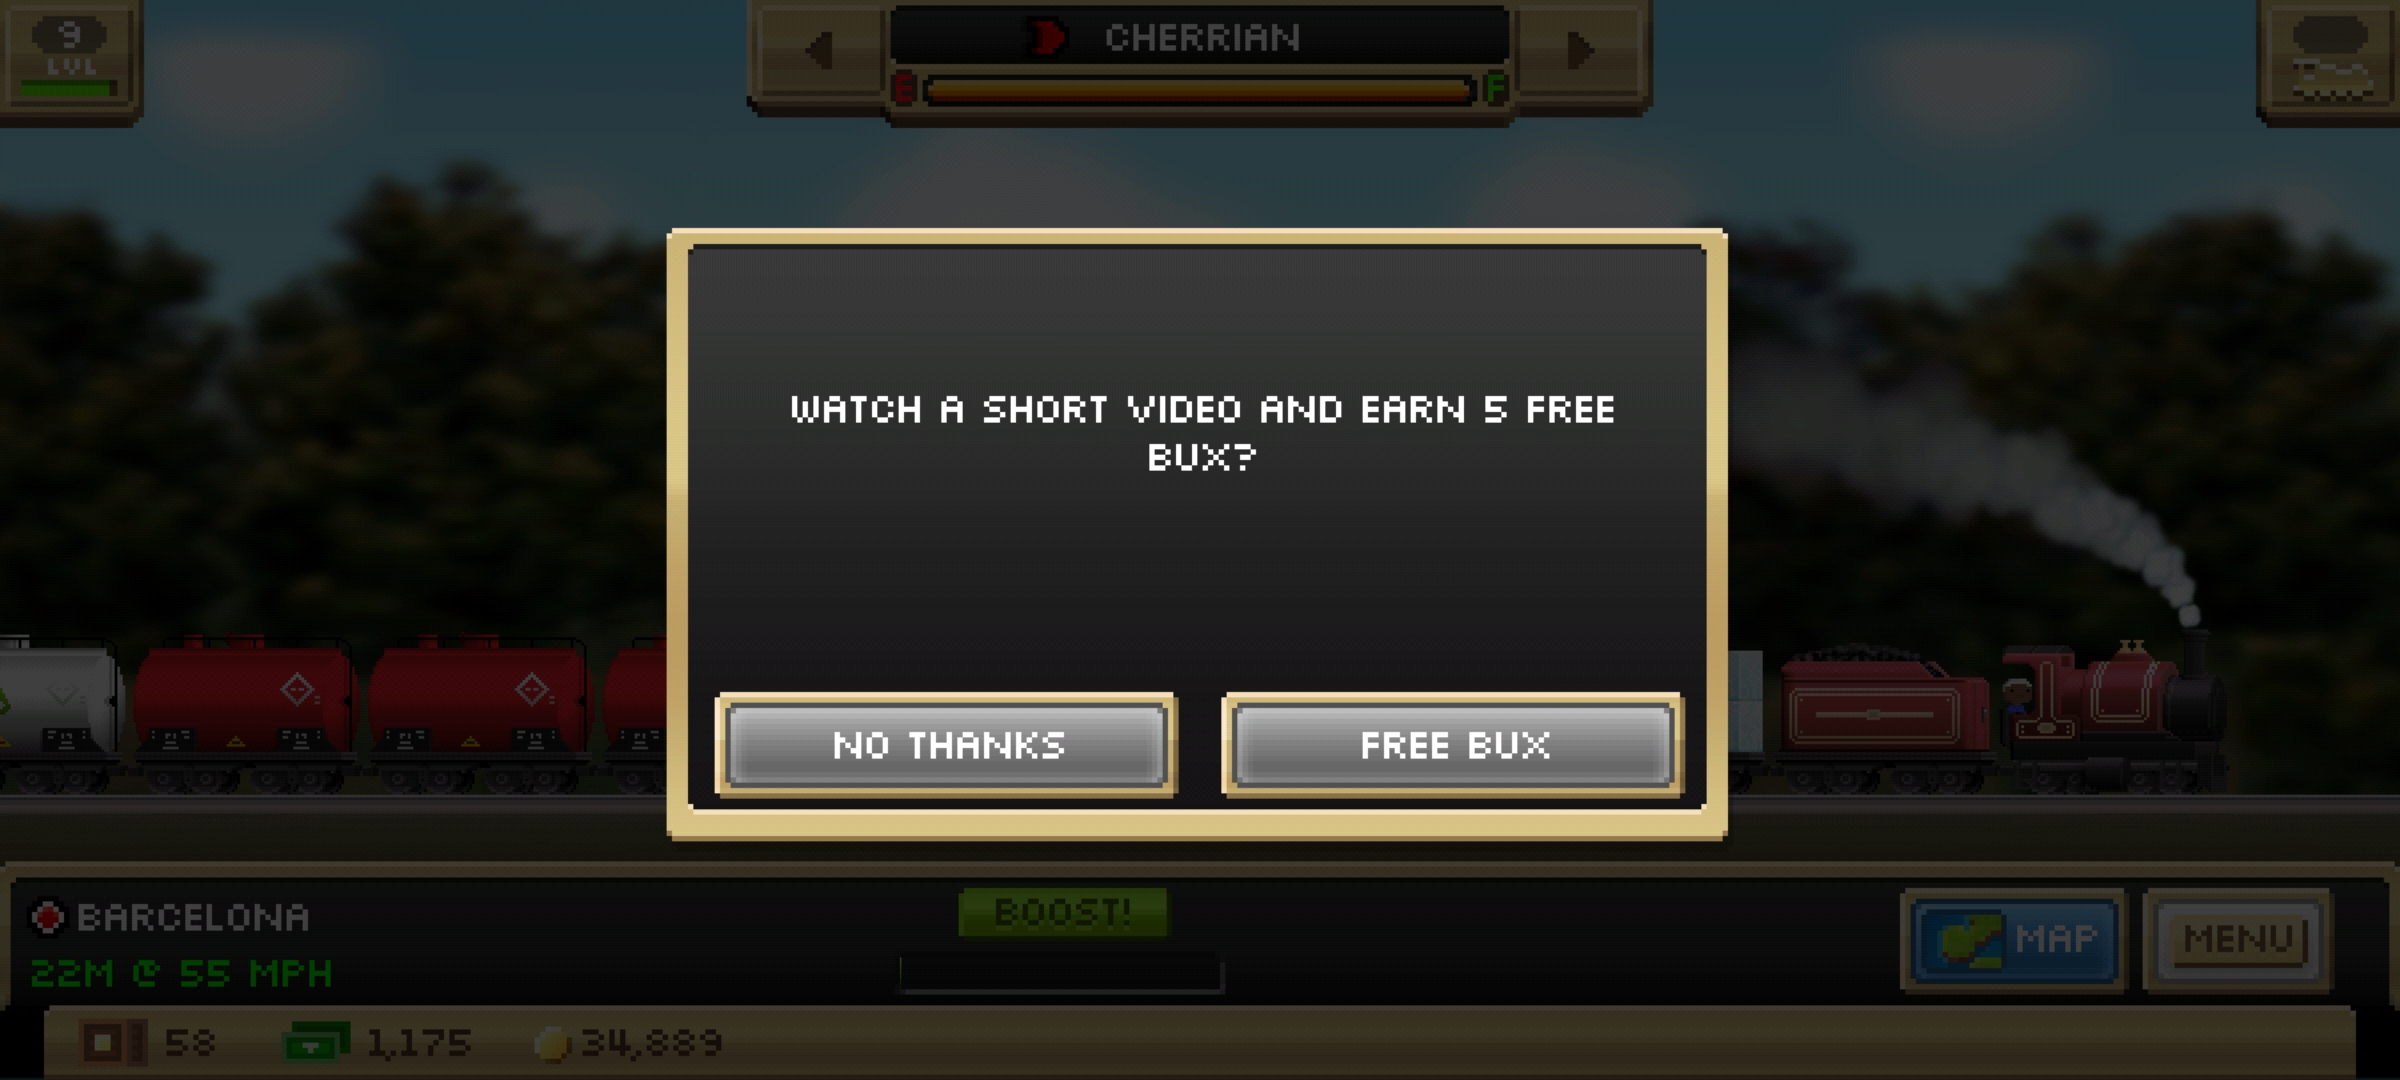 9
LVL
CHERRIAN
E F
WATCH A SHORT VIDEO AND EARN 5 FREE
BUX?
NO THANKS
FREE BUX
BARCELONA
22M @ 55 MPH
BOOST!
MAP
MENU
58
1,175
34,889